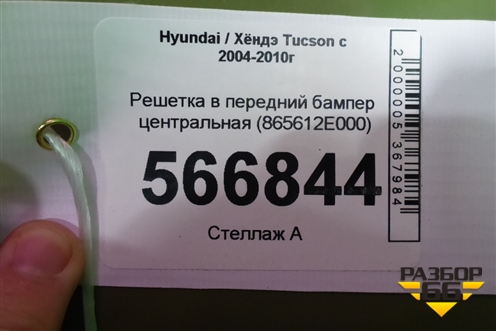 Hyundai / Хёндэ Tucson с
2004-2010г
Решетка в передний бампер
центральная (865612E000)
566844
Стеллаж А
2000005367984
РАЗБОР
66